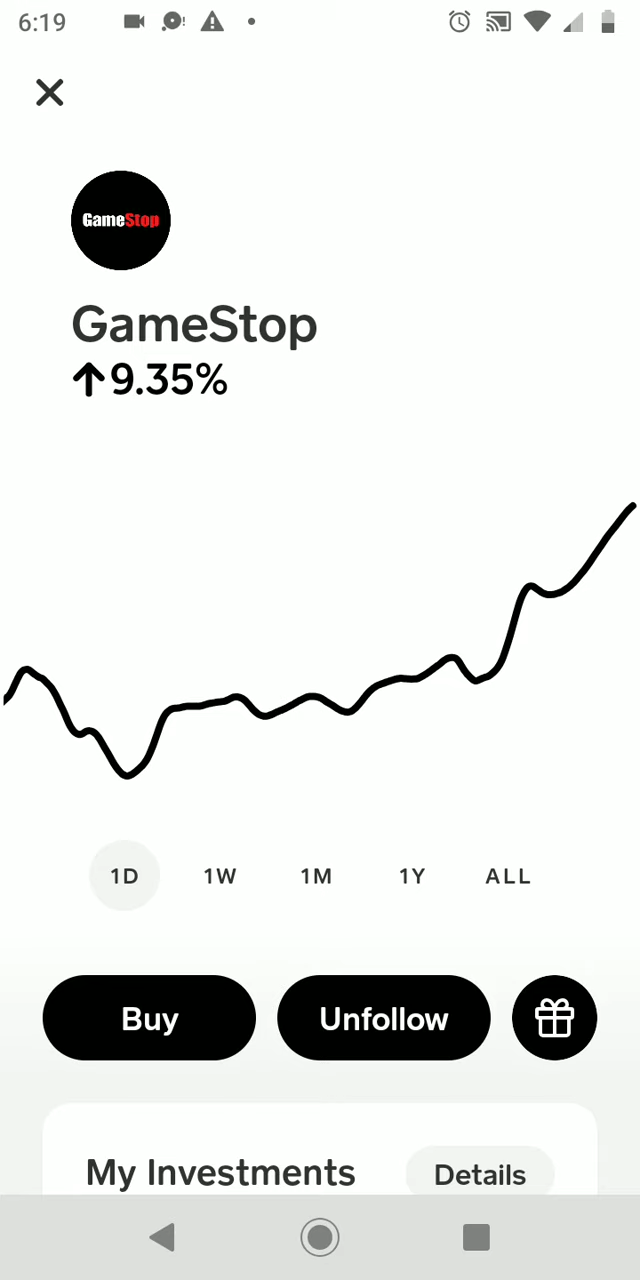 6:19
GameStop
GameStop
↑9.35%
1D 1W 1M 1Y ALL
Buy Unfollow
My Investments Details